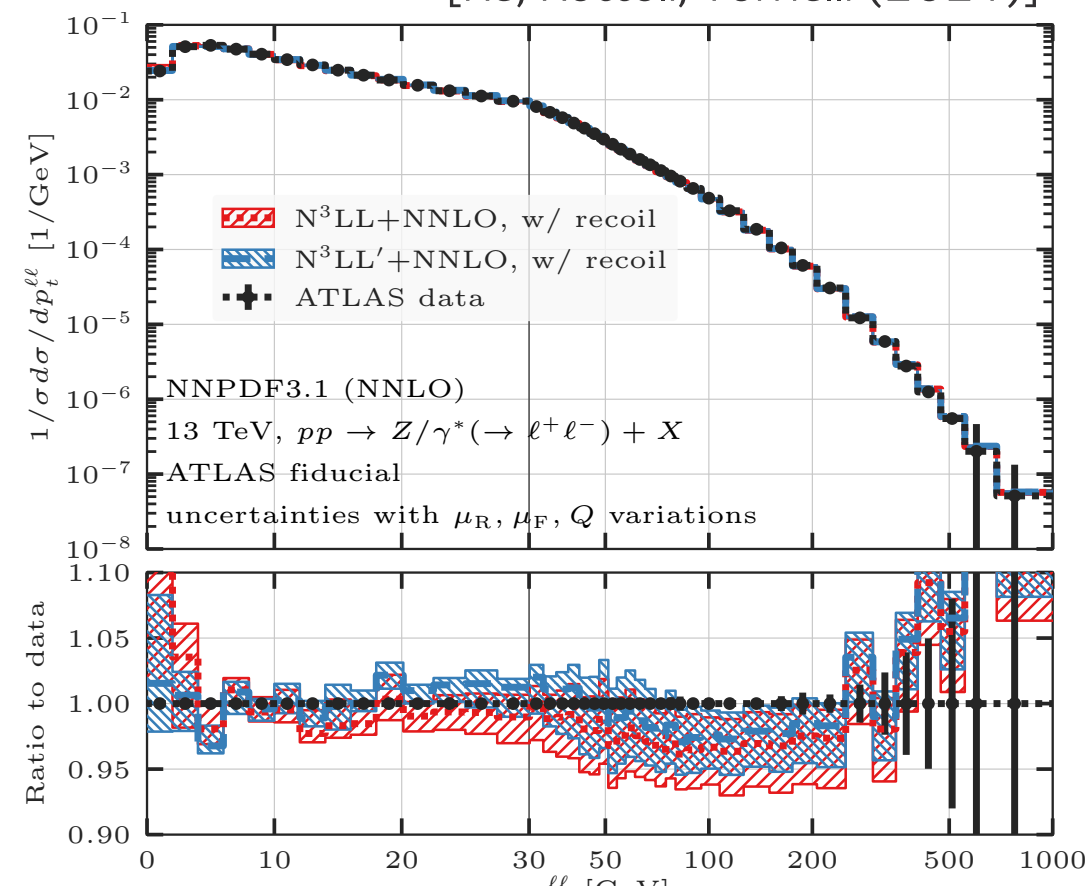 10⁻¹
10⁻²
10⁻³
10⁻⁴
10⁻⁵
10⁻⁶
10⁻⁷
10⁻⁸
1/σdσ/dp_t^{ℓℓ} [1/GeV]
N³LL+NNLO, w/ recoil
N³LL′+NNLO, w/ recoil
ATLAS data
NNPDF3.1 (NNLO)
13 TeV, pp → Z/γ*(→ ℓ⁺ℓ⁻) + X
ATLAS fiducial
uncertainties with μ_R, μ_F, Q variations
1.10
1.05
1.00
0.95
0.90
Ratio to data
0 10 20 30 50 100 200 500 1000